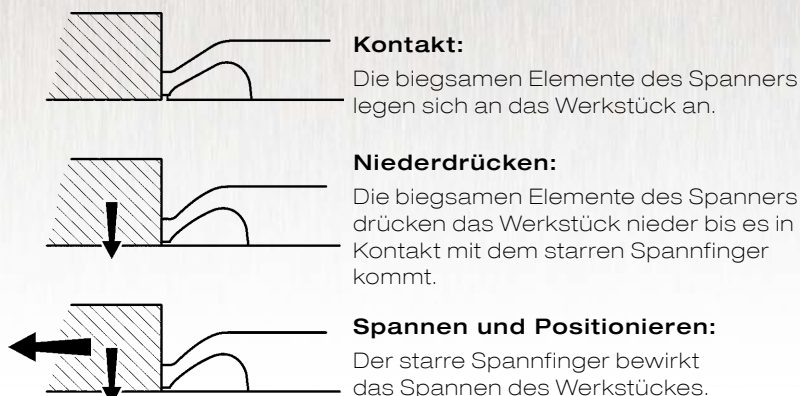 Kontakt:
Die biegsamen Elemente des Spanners
legen sich an das Werkstück an.
Niederdrücken:
Die biegsamen Elemente des Spanners
drücken das Werkstück nieder bis es in
Kontakt mit dem starren Spannfinger
kommt.
Spannen und Positionieren:
Der starre Spannfinger bewirkt
das Spannen des Werkstückes.